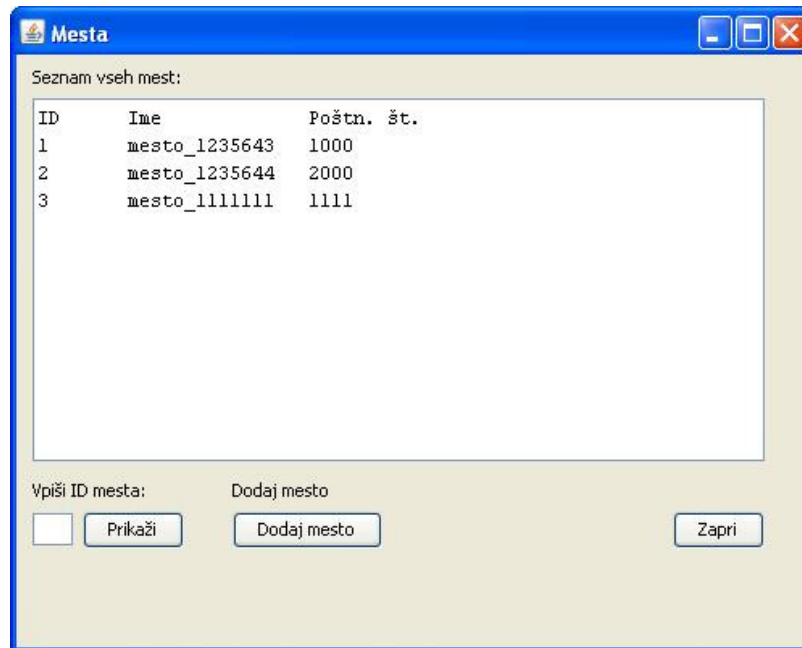 Mesta
Seznam vseh mest:
ID Ime Poštn. št.
1 mesto_1235643 1000
2 mesto_1235644 2000
3 mesto_1111111 1111
Vpiši ID mesta: Dodaj mesto
Prikaži Dodaj mesto Zapri